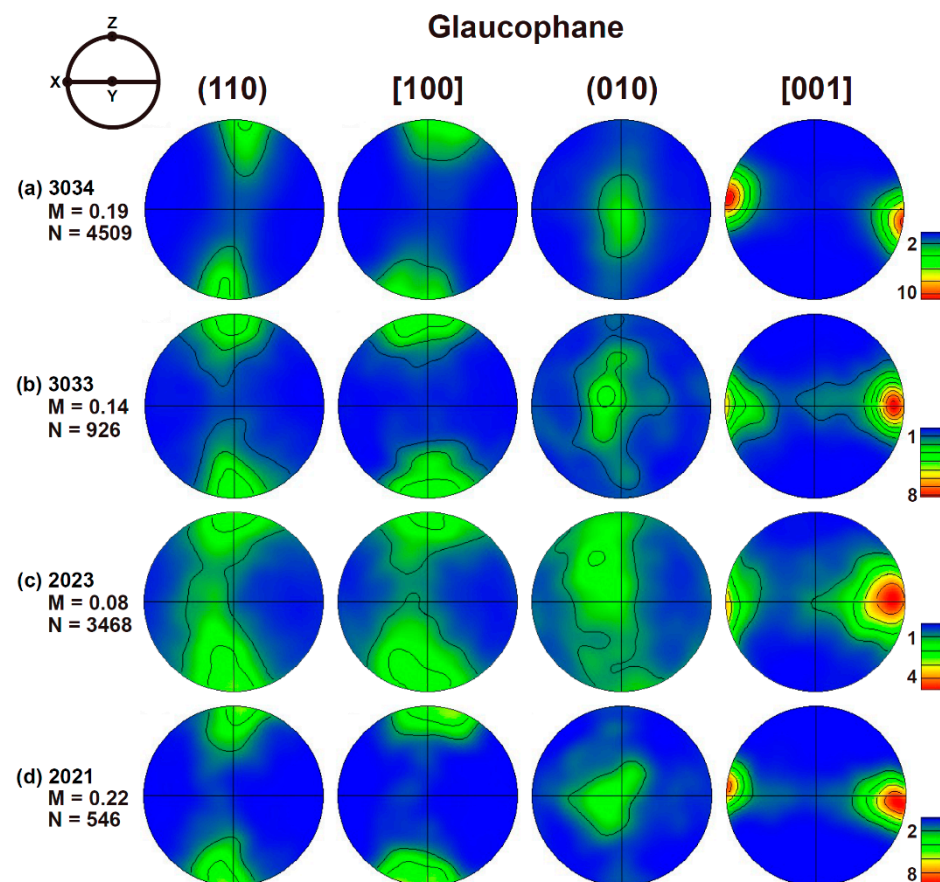 Glaucophane
Z
X
Y
(110) [100] (010) [001]
(a) 3034
M = 0.19
N = 4509
2
10
(b) 3033
M = 0.14
N = 926
1
8
(c) 2023
M = 0.08
N = 3468
1
4
(d) 2021
M = 0.22
N = 546
2
8